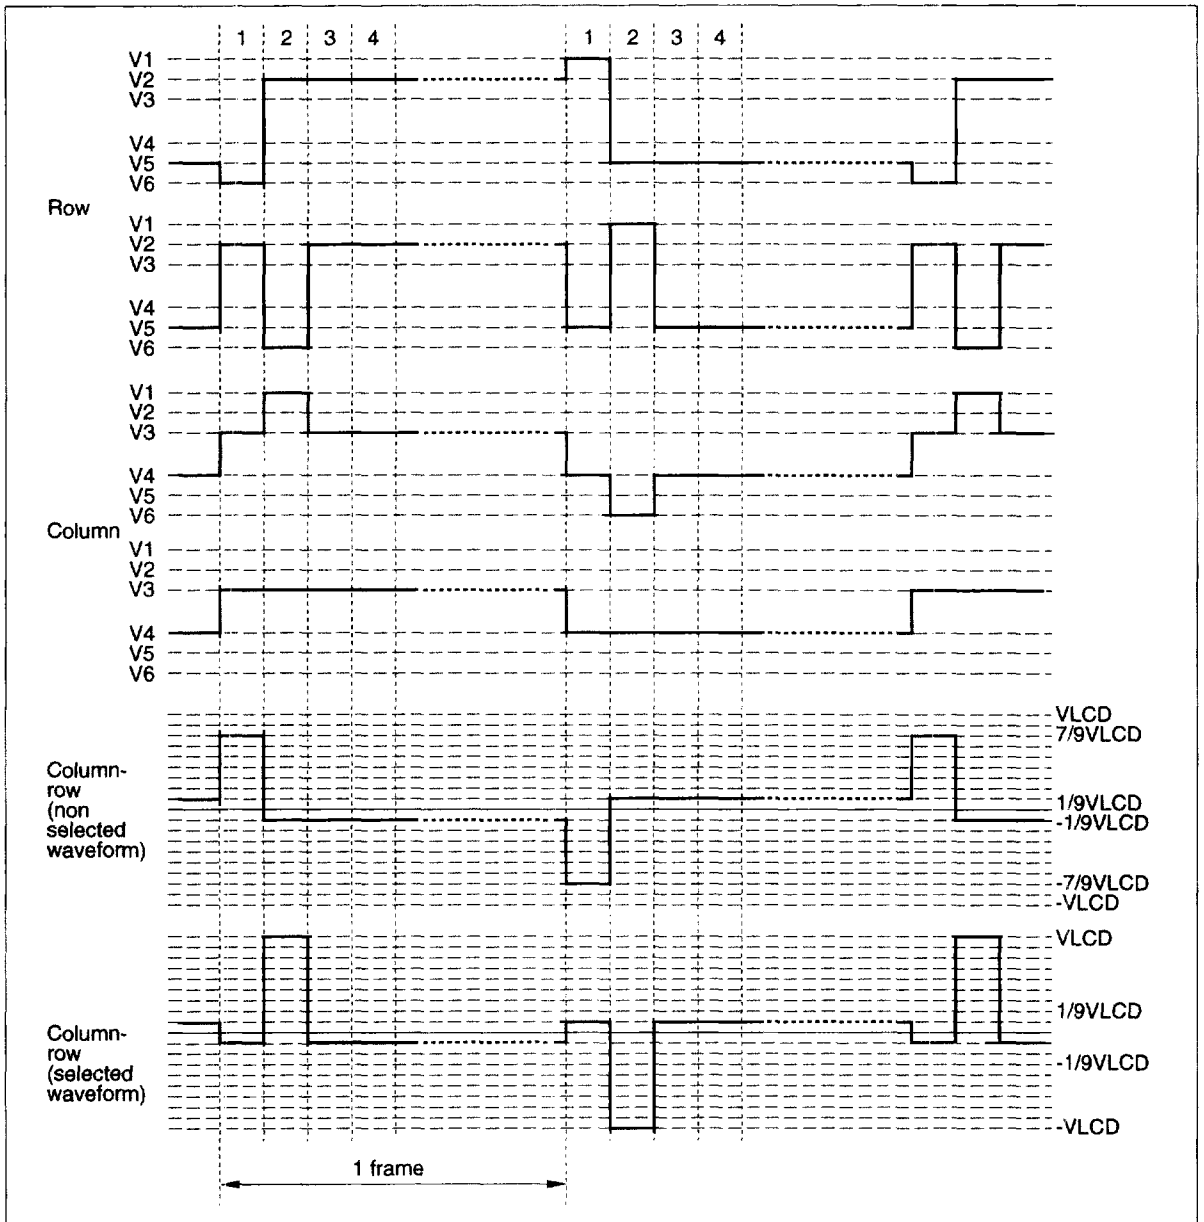 1 2 3 4 1 2 3 4
V1
V2
V3
V4
V5
V6
Row
V1
V2
V3
V4
V5
V6
V1
V2
V3
V4
V5
V6
Column
V1
V2
V3
V4
V5
V6
VLCD
7/9VLCD
Column-
row
(non
selected
waveform)
1/9VLCD
-1/9VLCD
-7/9VLCD
-VLCD
VLCD
1/9VLCD
Column-
row
(selected
waveform)
-1/9VLCD
-VLCD
1 frame